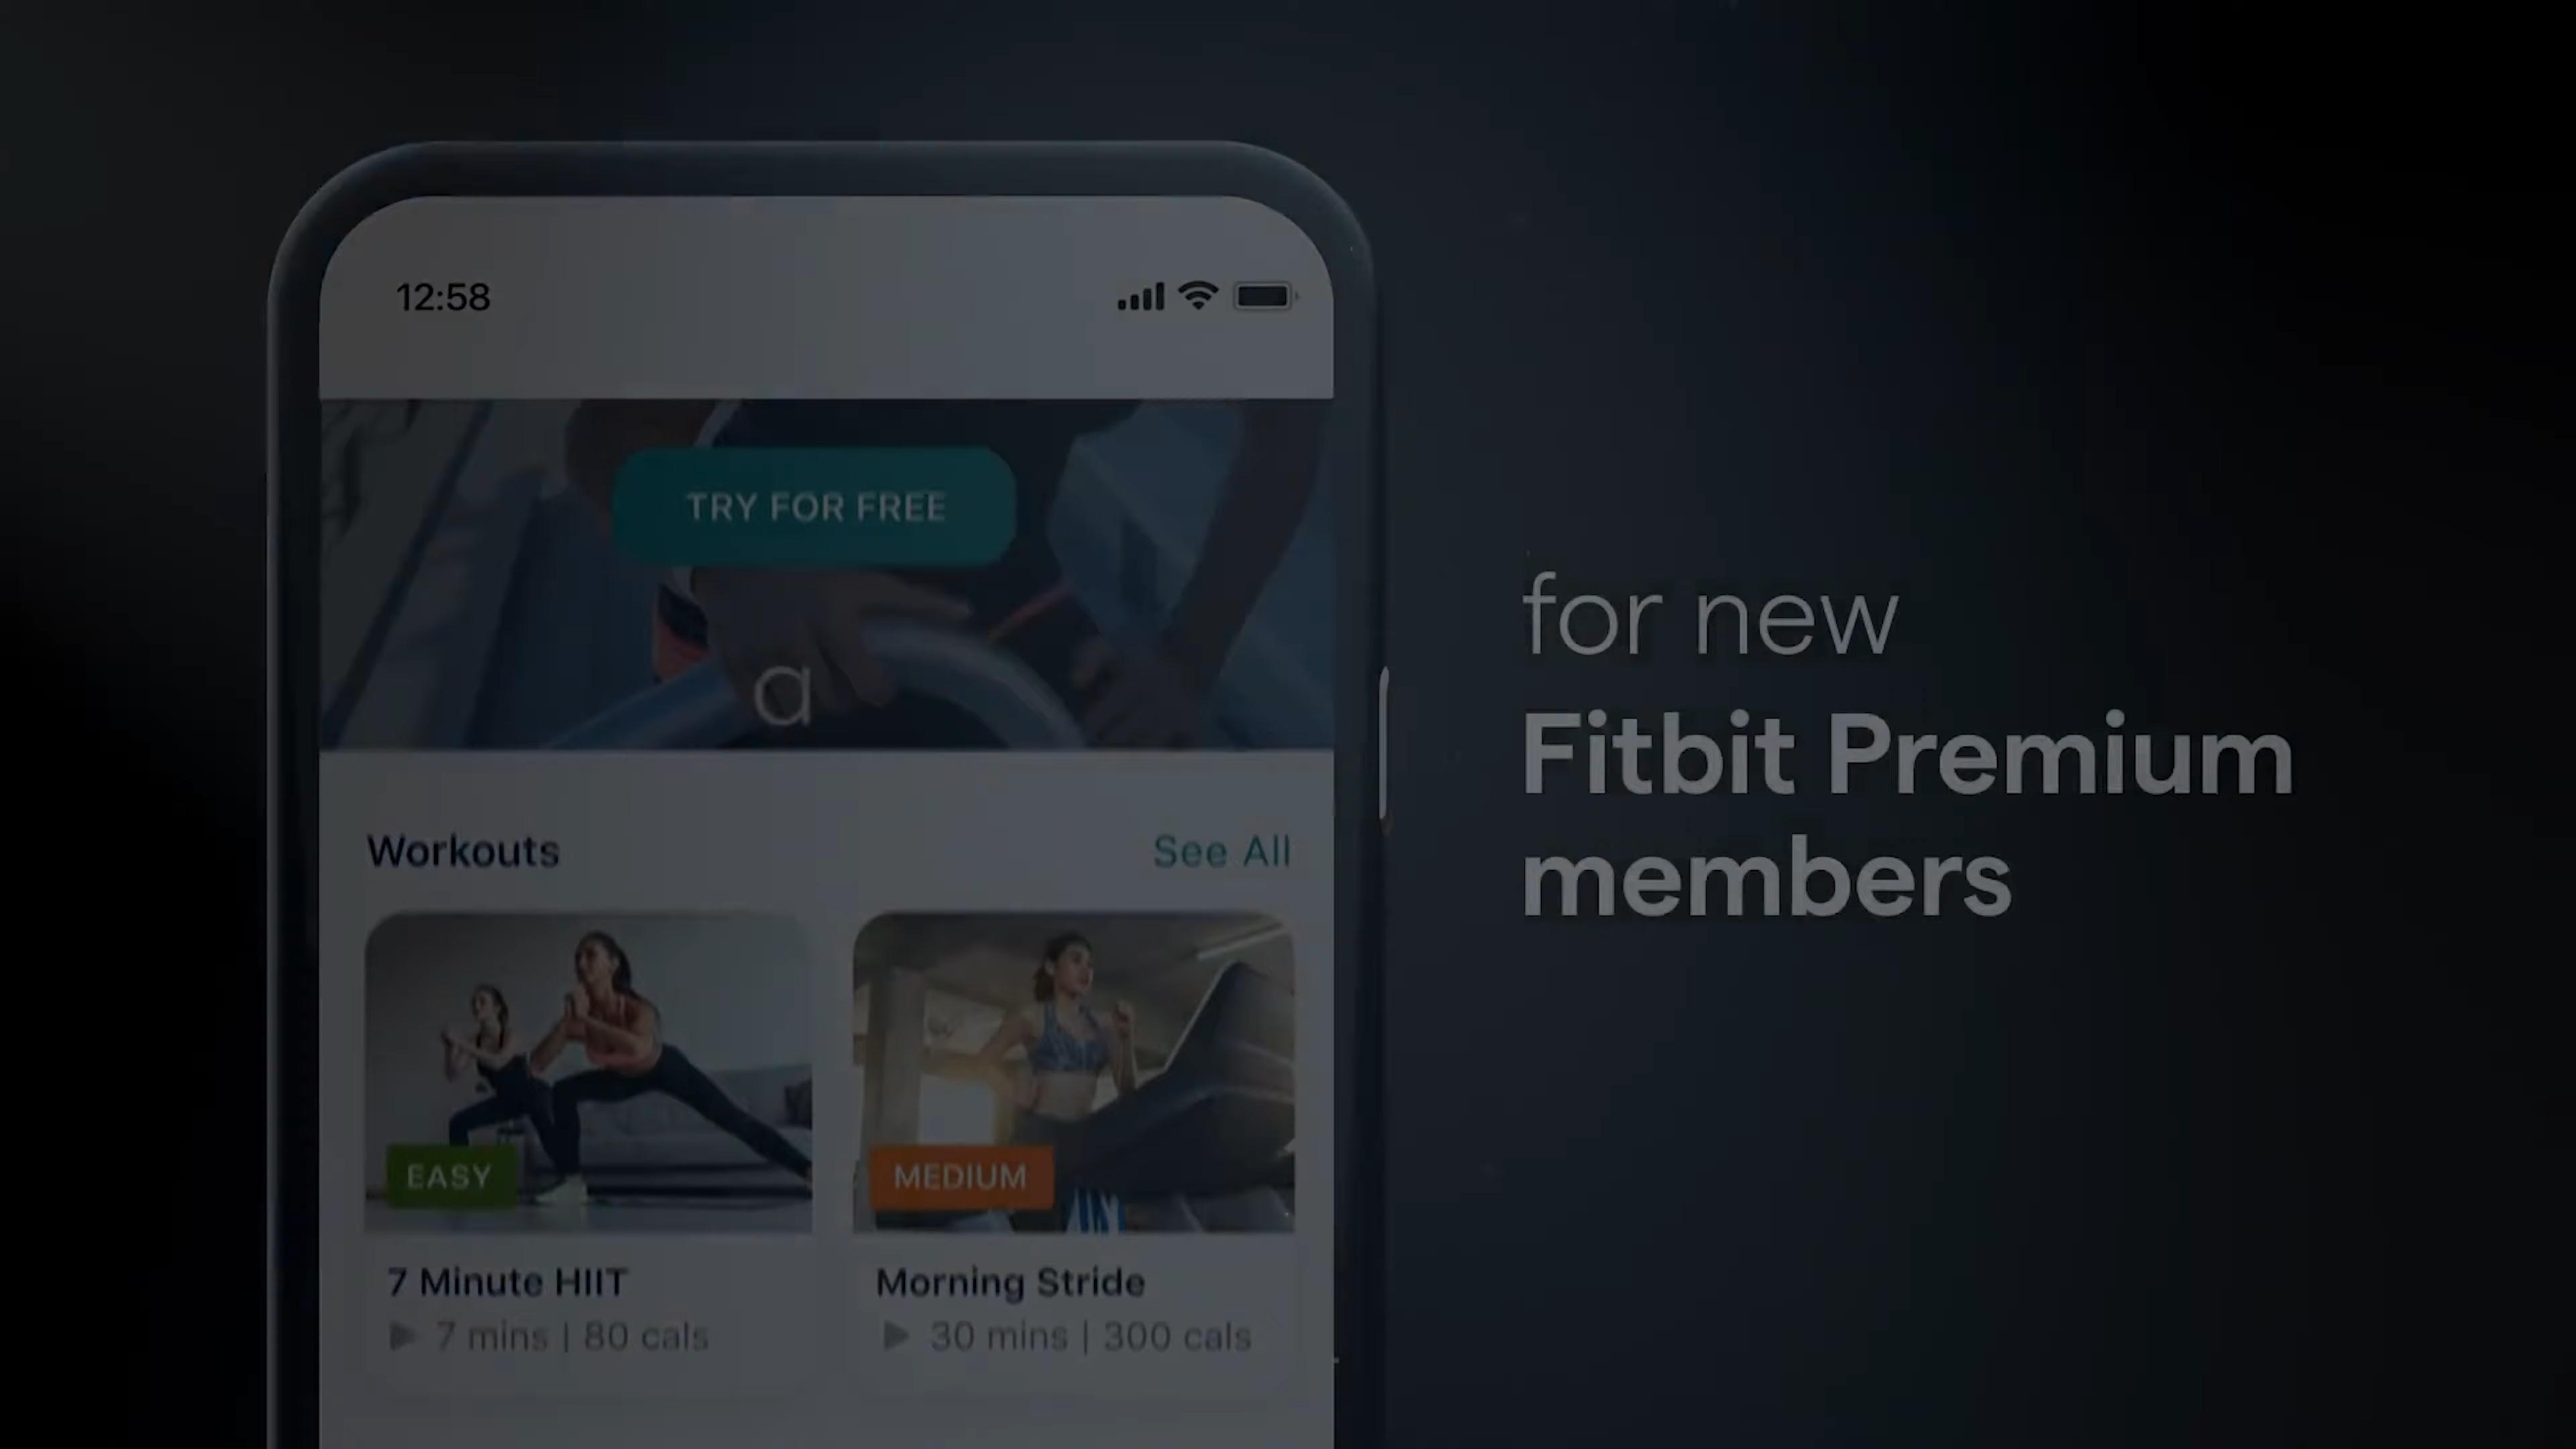 12:58
TRY FOR FREE
a
Workouts
See All
EASY
MEDIUM
7 Minute HIIT
7 mins | 80 cals
Morning Stride
30 mins | 300 cals
for new
Fitbit Premium
members